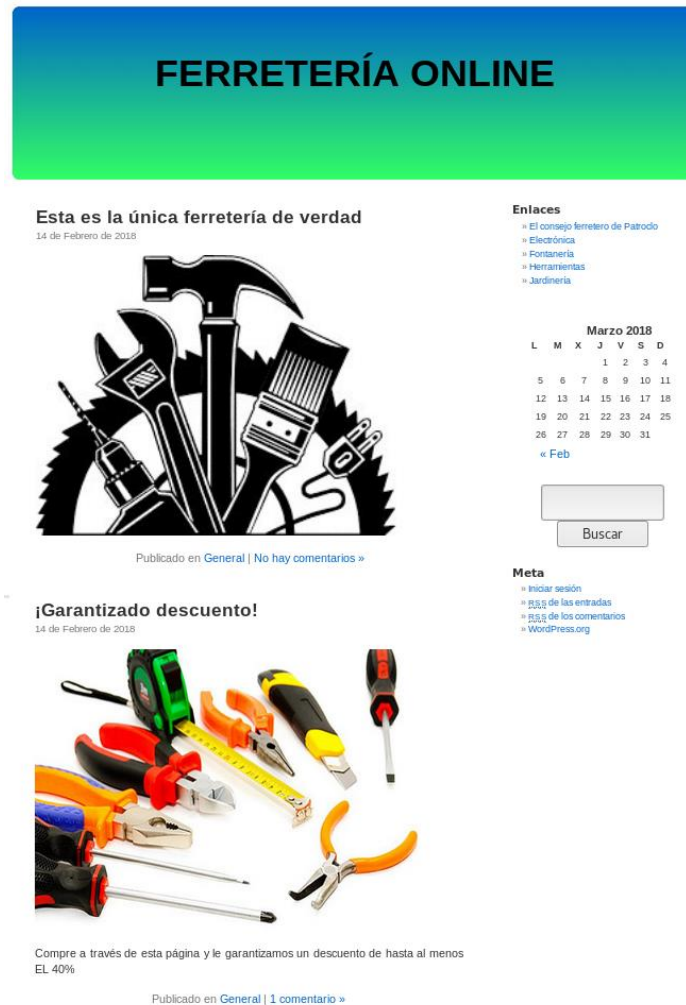 FERRETERÍA ONLINE
Esta es la única ferretería de verdad
14 de Febrero de 2018
Publicado en General | No hay comentarios »
¡Garantizado descuento!
14 de Febrero de 2018
Compre a través de esta página y le garantizamos un descuento de hasta al menos
EL 40%
Publicado en General | 1 comentario »
Enlaces
» El consejo ferretero de Patroclo
» Electrónica
» Fontanería
» Herramientas
» Jardinería
Marzo 2018
L M X J V S D
1 2 3 4
5 6 7 8 9 10 11
12 13 14 15 16 17 18
19 20 21 22 23 24 25
26 27 28 29 30 31
« Feb
Buscar
Meta
» Iniciar sesión
» RSS de las entradas
» RSS de los comentarios
» WordPress.org